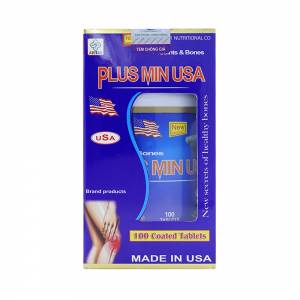 NUTRITIONAL CO
TEM CHỐNG GIẢ
Joints & Bones
PLUS MIN USA
USA
New
Bones
S MIN U
Brand products
100
TABLETS
100 Coated Tablets
New secrets of healthy bones
MADE IN USA